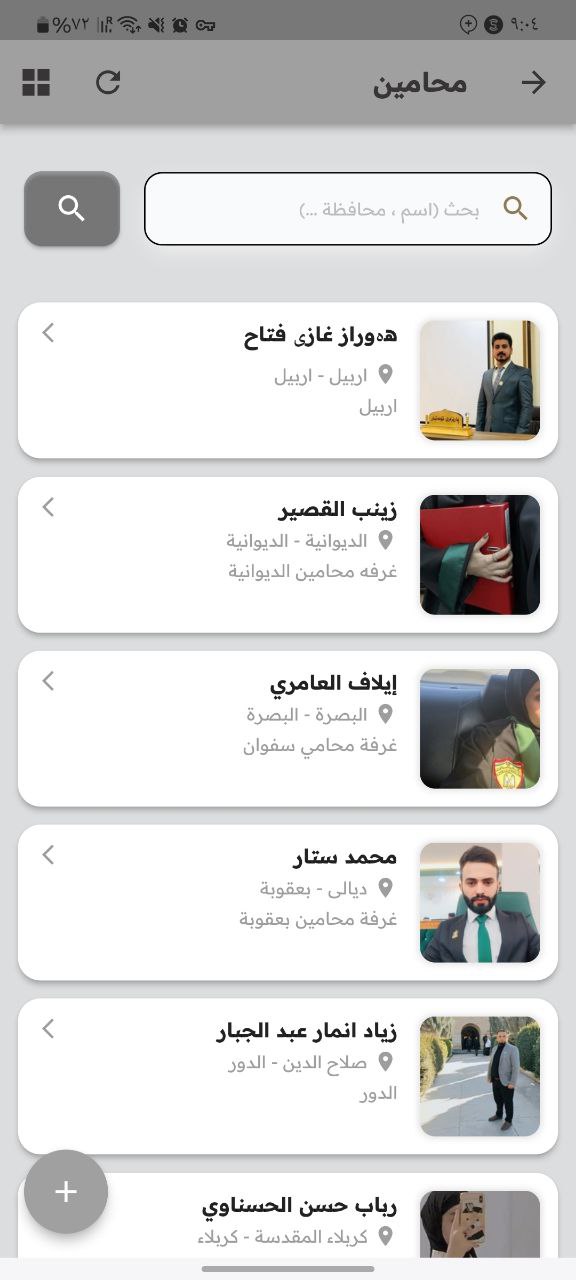 ٩:٠٤
%٧٢
محامين
بحث (اسم ، محافظة ...)
هەوراز غازی فتاح
اربيل - اربيل
اربيل
زينب القصير
الديوانية - الديوانية
غرفه محامين الديوانية
إيلاف العامري
البصرة - البصرة
غرفة محامي سفوان
محمد ستار
ديالى - بعقوبة
غرفة محامين بعقوبة
زياد انمار عبد الجبار
صلاح الدين - الدور
الدور
رباب حسن الحسناوي
كربلاء المقدسة - كربلاء